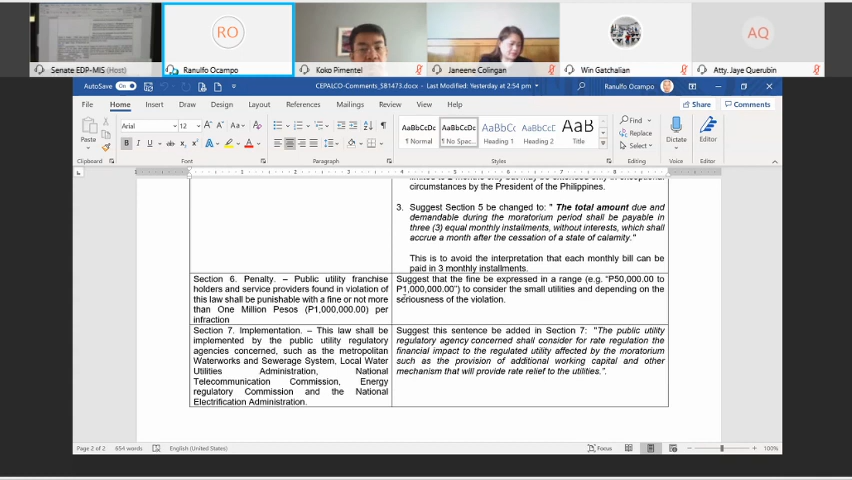 RO
AQ
Senate EDP-MIS (Host)
Ranulfo Ocampo
Koko Pimentel
Janeene Colingan
Win Gatchalian
Atty. Jaye Querubin
AutoSave On
CEPALCO-Comments_SB1473.docx - Last Modified: Yesterday at 2:54 pm
Ranulfo Ocampo
File Home Insert Draw Design Layout References Mailings Review View Help
Share Comments
Paste
Arial 12
Clipboard Font Paragraph Styles Voice Editor
AaBbCcDc AaBbCcDc AaBbCc AaBbCcDc AaB
¶ Normal ¶ No Spac... Heading 1 Heading 2 Title
Find
Replace
Select
Editing
Dictate
Editor
circumstances by the President of the Philippines.
3. Suggest Section 5 be changed to: " The total amount due and
demandable during the moratorium period shall be payable in
three (3) equal monthly installments, without interests, which shall
accrue a month after the cessation of a state of calamity."
This is to avoid the interpretation that each monthly bill can be
paid in 3 monthly installments.
Section 6. Penalty. – Public utility franchise
holders and service providers found in violation of
this law shall be punishable with a fine or not more
than One Million Pesos (P1,000,000.00) per
infraction
Suggest that the fine be expressed in a range (e.g. "P50,000.00 to
P1,000,000.00") to consider the small utilities and depending on the
seriousness of the violation.
Section 7. Implementation. – This law shall be
implemented by the public utility regulatory
agencies concerned, such as the metropolitan
Waterworks and Sewerage System, Local Water
Utilities Administration, National
Telecommunication Commission, Energy
regulatory Commission and the National
Electrification Administration.
Suggest this sentence be added in Section 7: "The public utility
regulatory agency concerned shall consider for rate regulation the
financial impact to the regulated utility affected by the moratorium
such as the provision of additional working capital and other
mechanism that will provide rate relief to the utilities.".
Page 2 of 2 654 words English (United States)
Focus
100%